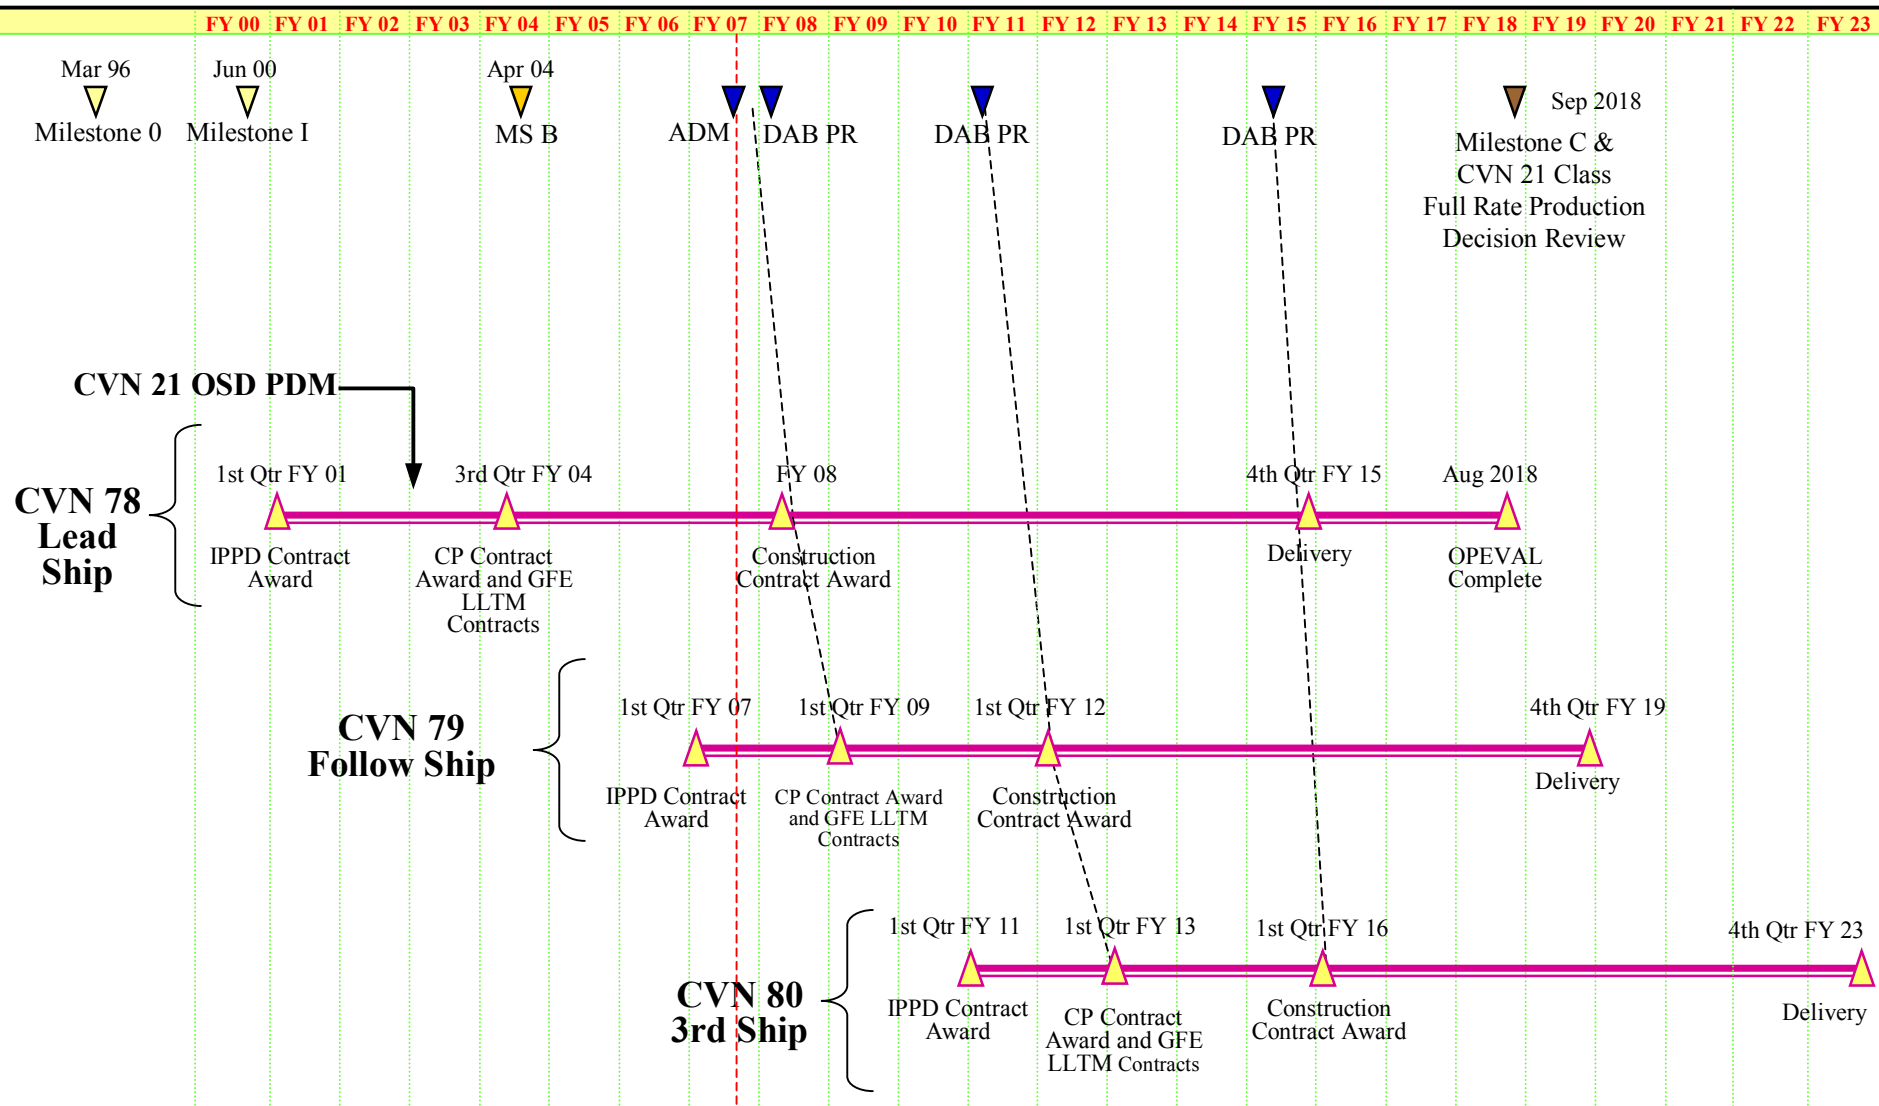 FY 00 FY 01 FY 02 FY 03 FY 04 FY 05 FY 06 FY 07 FY 08 FY 09 FY 10 FY 11 FY 12 FY 13 FY 14 FY 15 FY 16 FY 17 FY 18 FY 19 FY 20 FY 21 FY 22 FY 23
Mar 96
Milestone 0
Jun 00
Milestone I
Apr 04
MS B
ADM
DAB PR
DAB PR
DAB PR
Sep 2018
Milestone C &
CVN 21 Class
Full Rate Production
Decision Review
CVN 21 OSD PDM
CVN 78
Lead
Ship
1st Qtr FY 01
IPPD Contract
Award
3rd Qtr FY 04
CP Contract
Award and GFE
LLTM
Contracts
FY 08
Construction
Contract Award
4th Qtr FY 15
Delivery
Aug 2018
OPEVAL
Complete
CVN 79
Follow Ship
1st Qtr FY 07
IPPD Contract
Award
1st Qtr FY 09
CP Contract Award
and GFE LLTM
Contracts
1st Qtr FY 12
Construction
Contract Award
4th Qtr FY 19
Delivery
CVN 80
3rd Ship
1st Qtr FY 11
IPPD Contract
Award
1st Qtr FY 13
CP Contract
Award and GFE
LLTM Contracts
1st Qtr FY 16
Construction
Contract Award
4th Qtr FY 23
Delivery